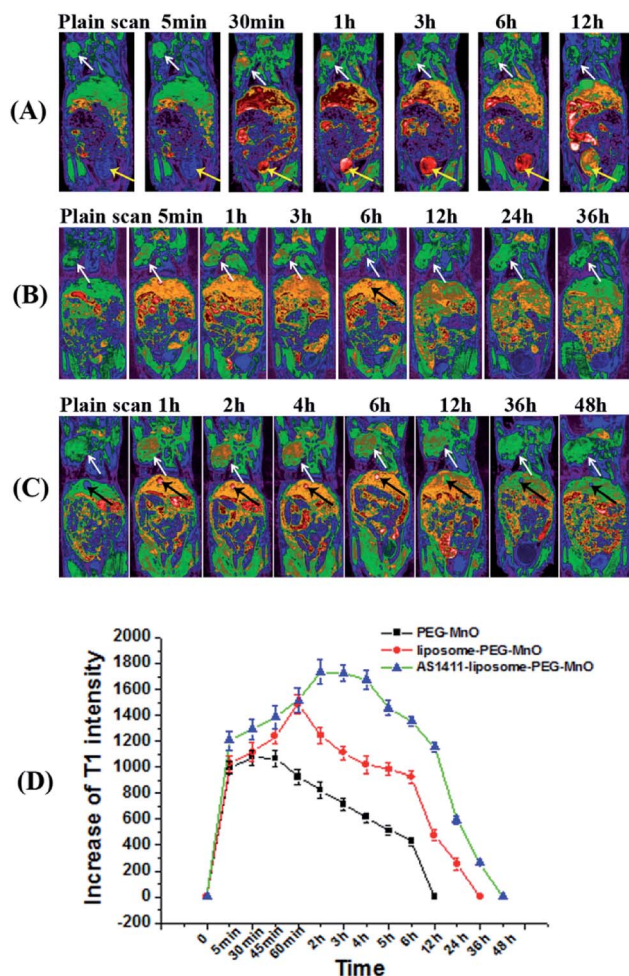 Plain scan 5min 30min 1h 3h 6h 12h
(A)
Plain scan 5min 1h 3h 6h 12h 24h 36h
(B)
Plain scan 1h 2h 4h 6h 12h 36h 48h
(C)
(D)
Increase of T1 intensity
2000
1800
1600
1400
1200
1000
800
600
400
200
0
-200
PEG-MnO
liposome-PEG-MnO
AS1411-liposome-PEG-MnO
0 5min 30min 45min 60min 2h 3h 4h 5h 6h 12h 24h 36h 48 h
Time